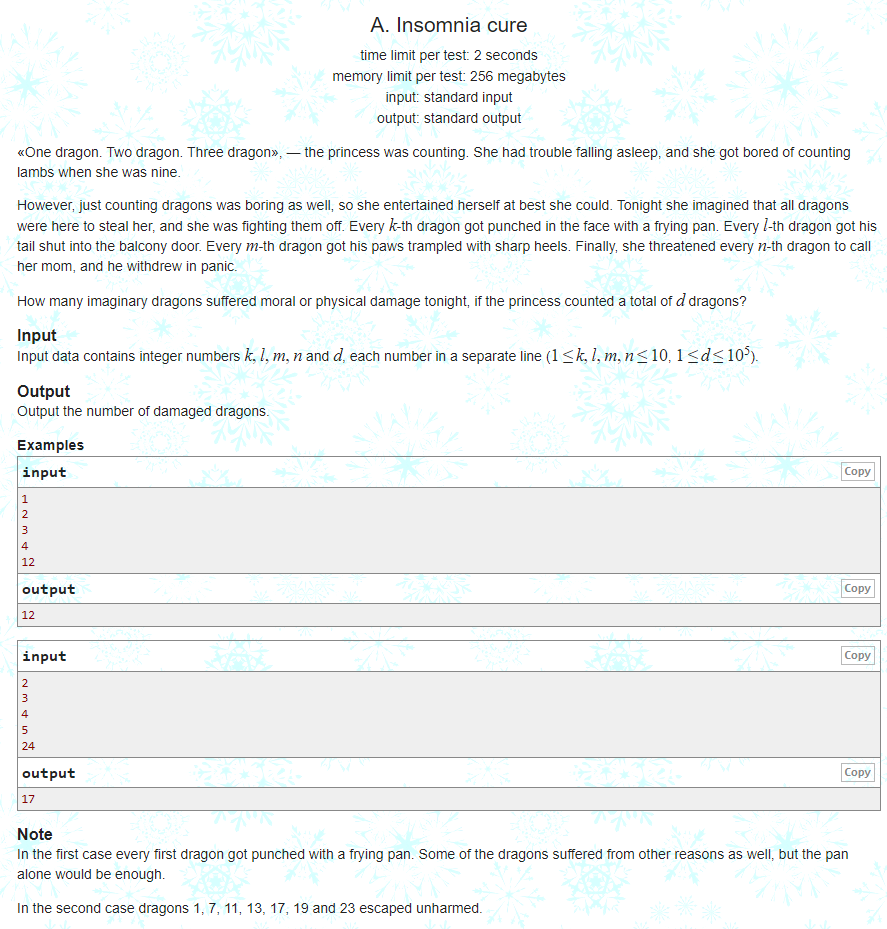 A. Insomnia cure
time limit per test: 2 seconds
memory limit per test: 256 megabytes
input: standard input
output: standard output
«One dragon. Two dragon. Three dragon», — the princess was counting. She had trouble falling asleep, and she got bored of counting
lambs when she was nine.
However, just counting dragons was boring as well, so she entertained herself at best she could. Tonight she imagined that all dragons
were here to steal her, and she was fighting them off. Every k-th dragon got punched in the face with a frying pan. Every l-th dragon got his
tail shut into the balcony door. Every m-th dragon got his paws trampled with sharp heels. Finally, she threatened every n-th dragon to call
her mom, and he withdrew in panic.
How many imaginary dragons suffered moral or physical damage tonight, if the princess counted a total of d dragons?
Input
Input data contains integer numbers k, l, m, n and d, each number in a separate line (1 ≤ k, l, m, n ≤ 10, 1 ≤ d ≤ 10⁵).
Output
Output the number of damaged dragons.
Examples
input Copy
1
2
3
4
12
output Copy
12
input Copy
2
3
4
5
24
output Copy
17
Note
In the first case every first dragon got punched with a frying pan. Some of the dragons suffered from other reasons as well, but the pan
alone would be enough.
In the second case dragons 1, 7, 11, 13, 17, 19 and 23 escaped unharmed.